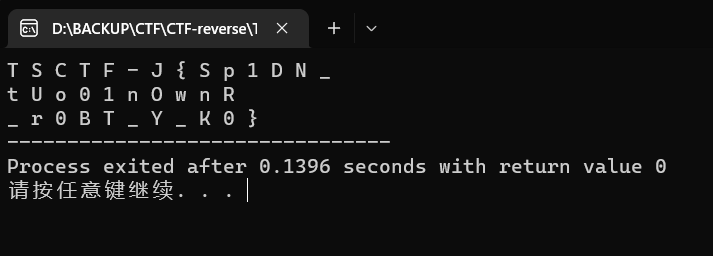 D:\BACKUP\CTF\CTF-reverse\T
T S C T F - J { S p 1 D N _
t U o 0 1 n O w n R
_ r 0 B T _ Y _ K 0 }
--------------------------------
Process exited after 0.1396 seconds with return value 0
请按任意键继续. . .